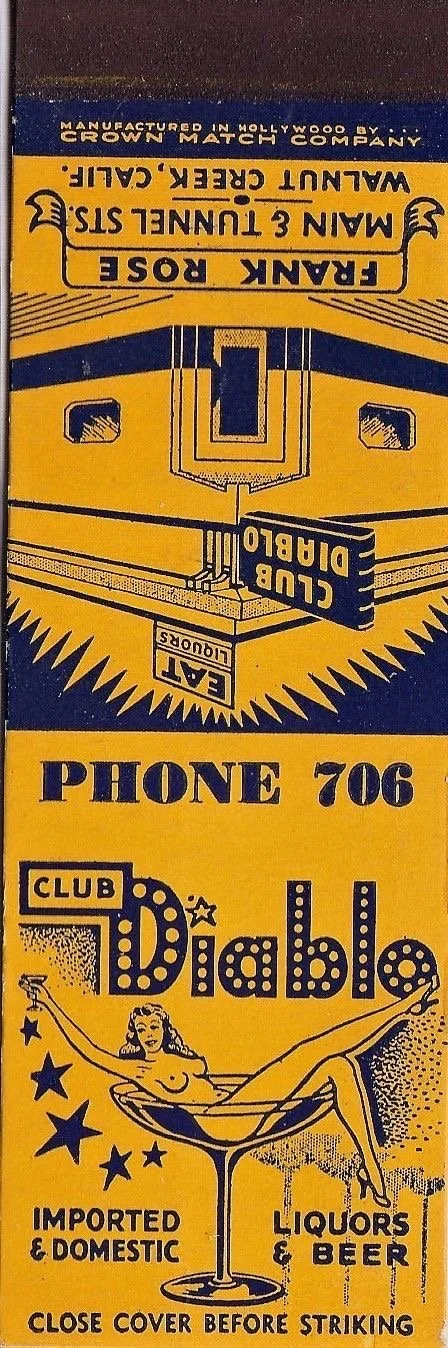 MANUFACTURED IN HOLLYWOOD BY ...
CROWN MATCH COMPANY
FRANK ROSE
MAIN & TUNNEL STS.
WALNUT CREEK, CALIF.
CLUB
DIABLO
EAT
LIQUORS
PHONE 706
CLUB
Diablo
IMPORTED
& DOMESTIC
LIQUORS
& BEER
CLOSE COVER BEFORE STRIKING